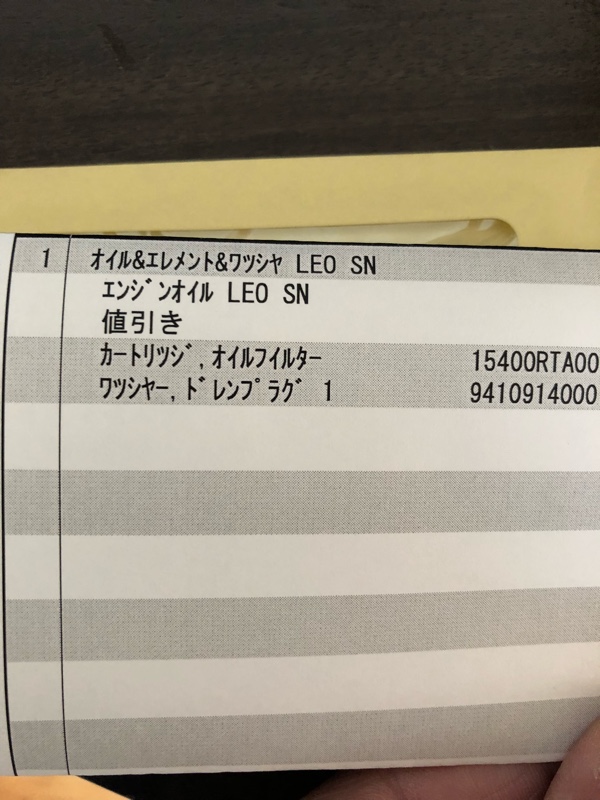 1 ｵｲﾙ&ｴﾚﾒﾝﾄ&ﾜﾂｼﾔ LEO SN
ｴﾝｼﾞﾝｵｲﾙ LEO SN
値引き
ｶｰﾄﾘﾂｼﾞ,ｵｲﾙﾌｲﾙﾀｰ 15400RTA00
ﾜﾂｼﾔｰ,ﾄﾞﾚﾝﾌﾟﾗｸﾞ 1 9410914000